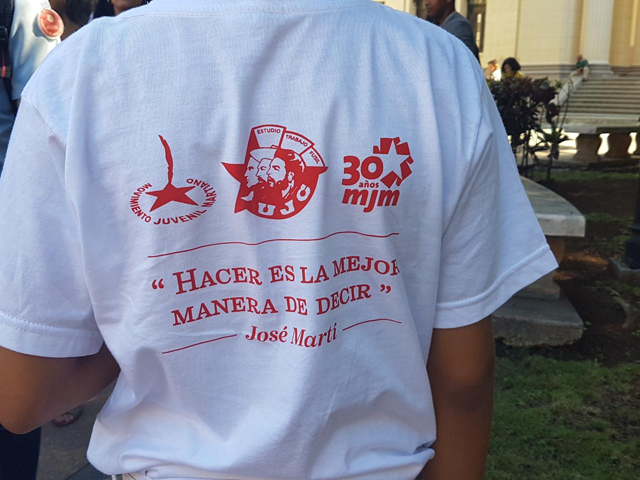 MOVIMIENTO JUVENIL MARTIANO
ESTUDIO TRABAJO FUSIL
UJC
30
años
mjm
“ HACER ES LA MEJOR
MANERA DE DECIR ”
José Martí